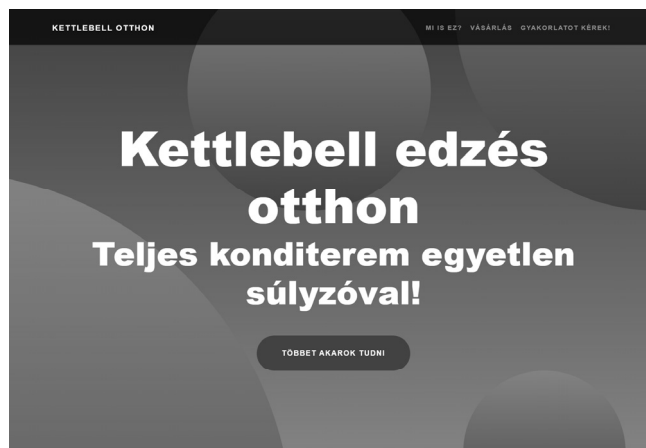 KETTLEBELL OTTHON
MI IS EZ? VÁSÁRLÁS GYAKORLATOT KÉREK!
Kettlebell edzés
otthon
Teljes konditerem egyetlen
súlyzóval!
TÖBBET AKAROK TUDNI